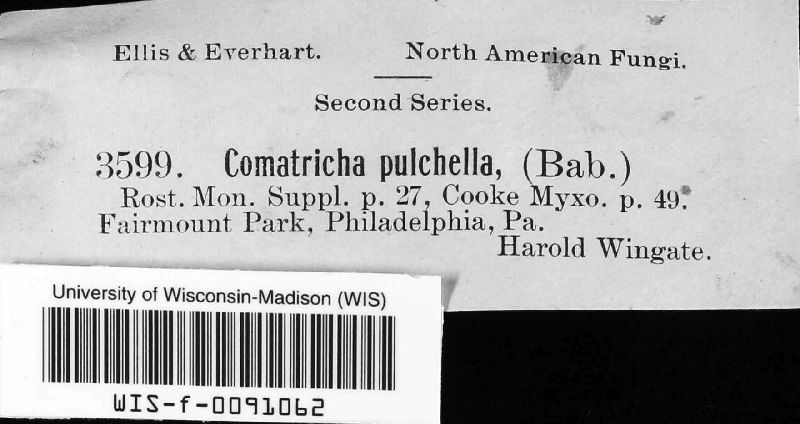 Ellis & Everhart. North American Fungi.
Second Series.
3599. Comatricha pulchella, (Bab.)
Rost. Mon. Suppl. p. 27, Cooke Myxo. p. 49.
Fairmount Park, Philadelphia, Pa.
Harold Wingate.
University of Wisconsin-Madison (WIS)
WIS-f-0091062